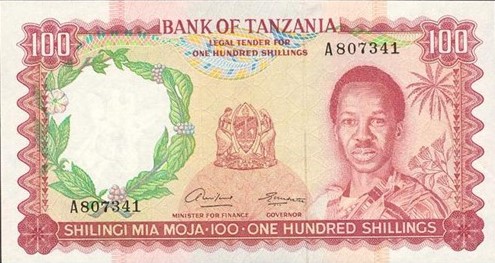 BANK OF TANZANIA
100
100
LEGAL TENDER FOR
ONE HUNDRED SHILLINGS
A807341
A807341
MINISTER FOR FINANCE
GOVERNOR
SHILINGI MIA MOJA·100·ONE HUNDRED SHILLINGS